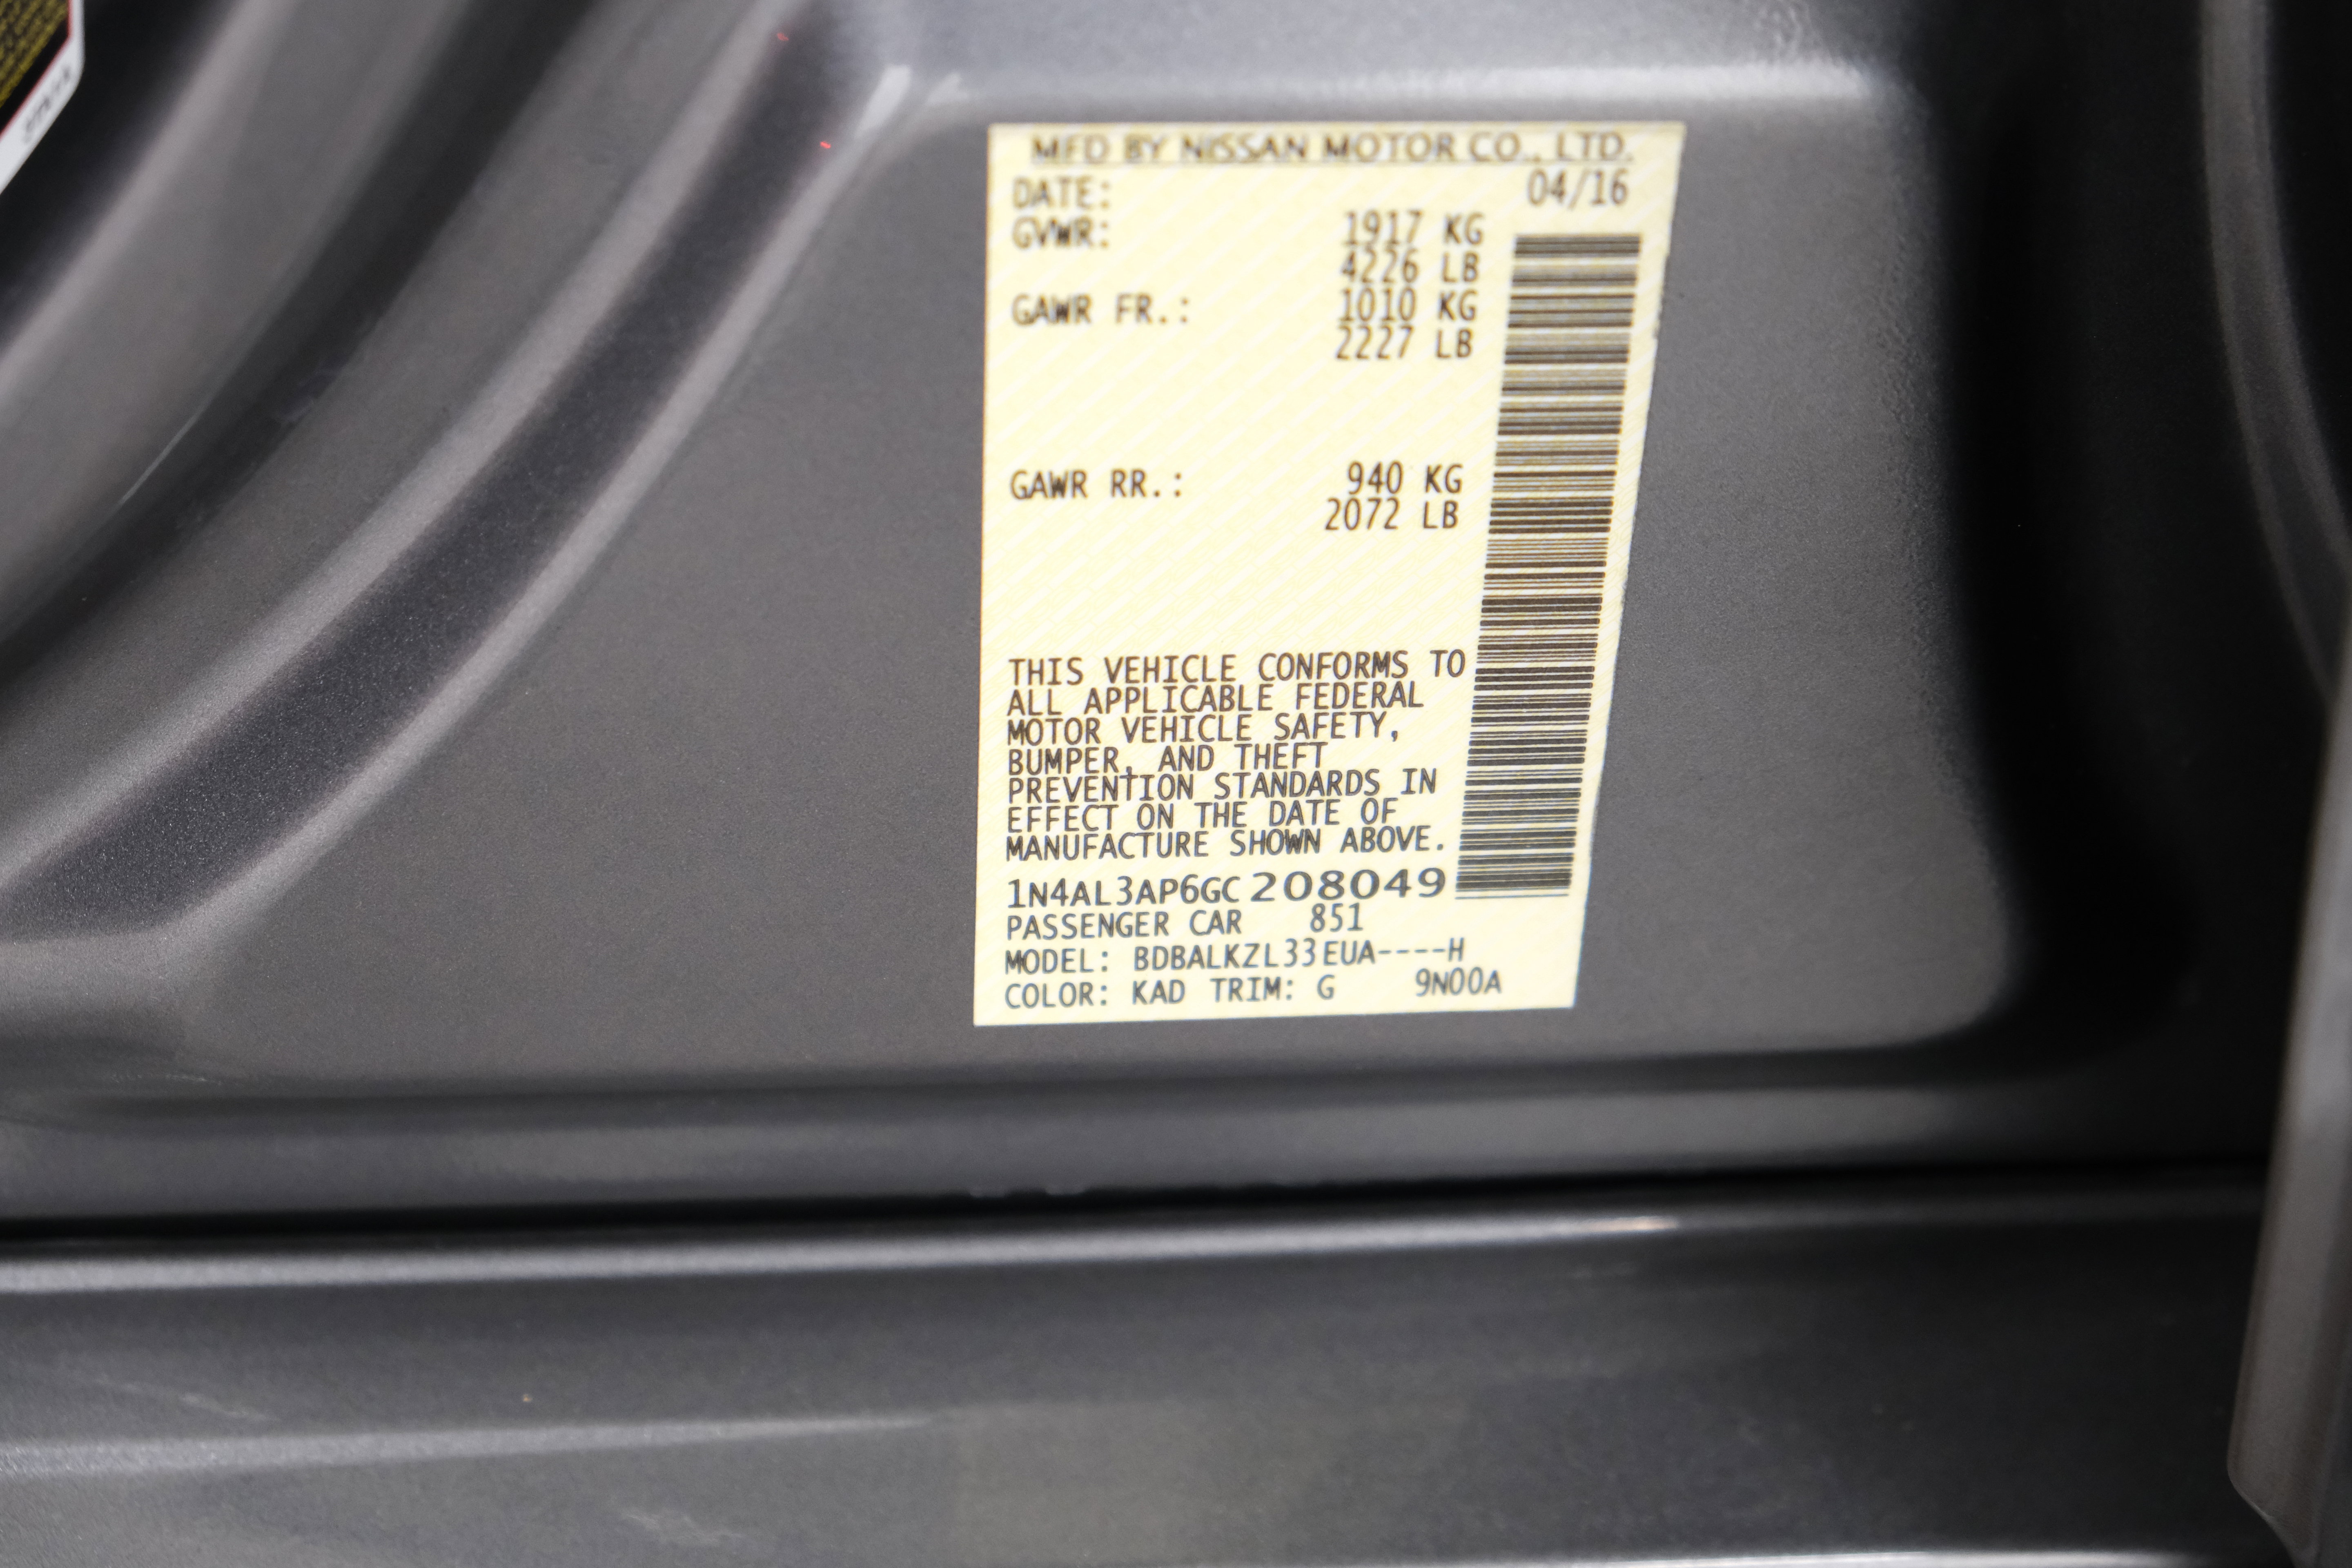 MFD BY NISSAN MOTOR CO., LTD.
DATE: 04/16
GVWR: 1917 KG
4226 LB
GAWR FR.: 1010 KG
2227 LB
GAWR RR.: 940 KG
2072 LB
THIS VEHICLE CONFORMS TO
ALL APPLICABLE FEDERAL
MOTOR VEHICLE SAFETY,
BUMPER, AND THEFT
PREVENTION STANDARDS IN
EFFECT ON THE DATE OF
MANUFACTURE SHOWN ABOVE.
1N4AL3AP6GC208049
PASSENGER CAR 851
MODEL: BDBALKZL33EUA----H
COLOR: KAD TRIM: G 9N00A